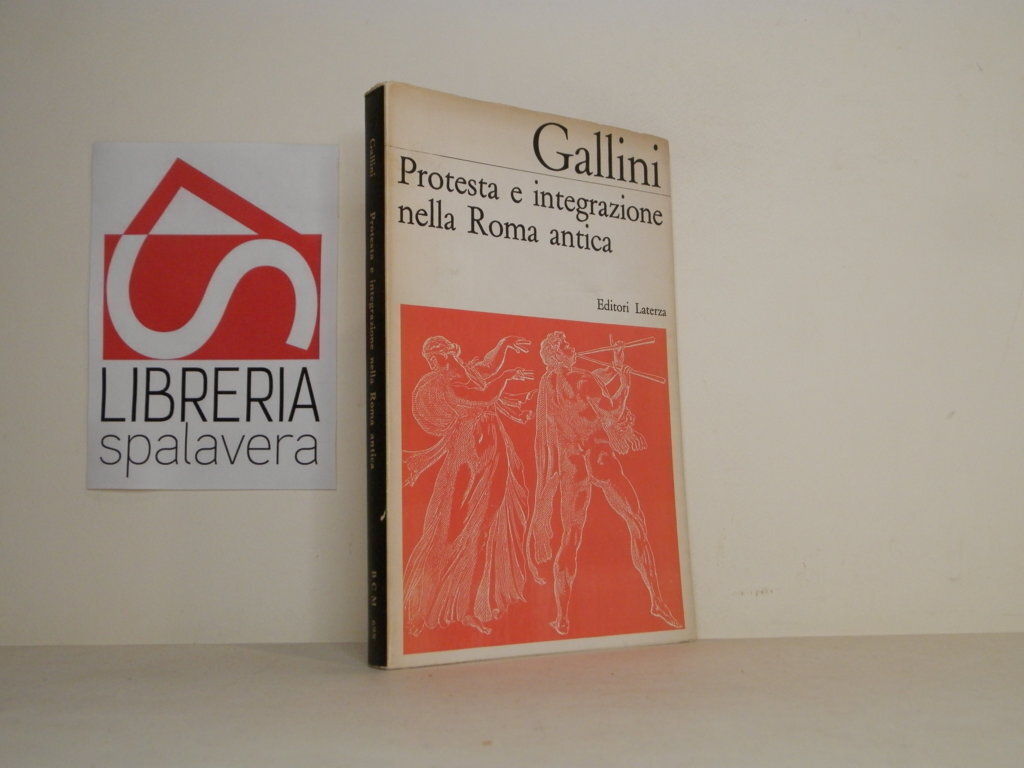 LIBRERIA
spalavera
Gallini
Protesta e integrazione nella Roma antica
B.C.M.
Gallini
Protesta e integrazione
nella Roma antica
Editori Laterza